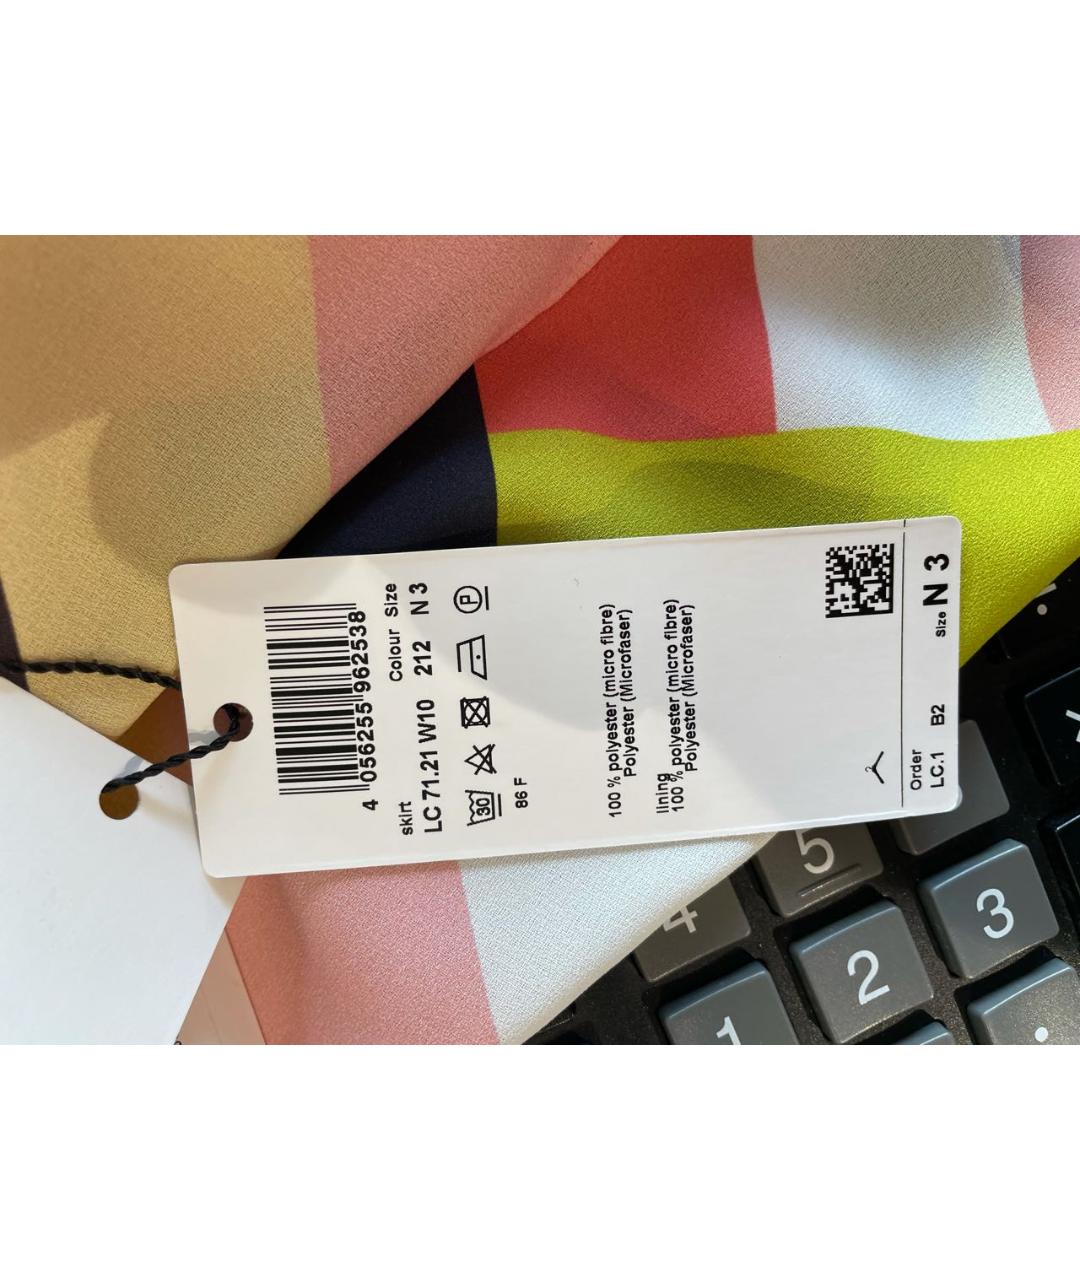 4 056255 962538
skirt Colour Size
LC 71.21 W10 212 N 3
30 P
86 F
100 % polyester (micro fibre)
Polyester (Microfaser)
lining
100 % polyester (micro fibre)
Polyester (Microfaser)
Order Size N 3
LC.1 B2
1
2
3
4
5
.